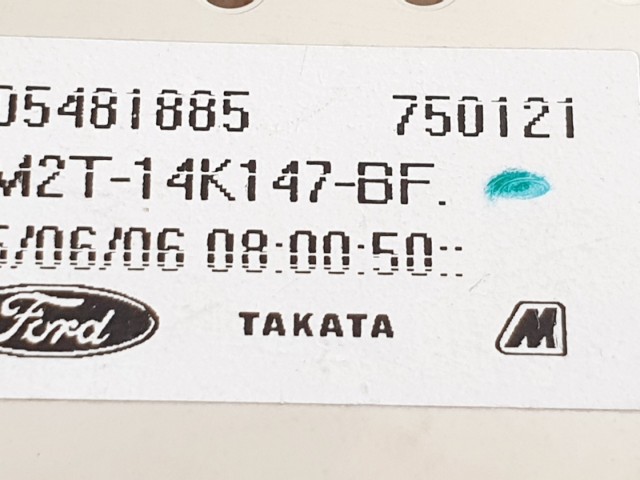 05481885 750121
M2T-14K147-BF.
/06/06 08:00:50::
Ford TAKATA M